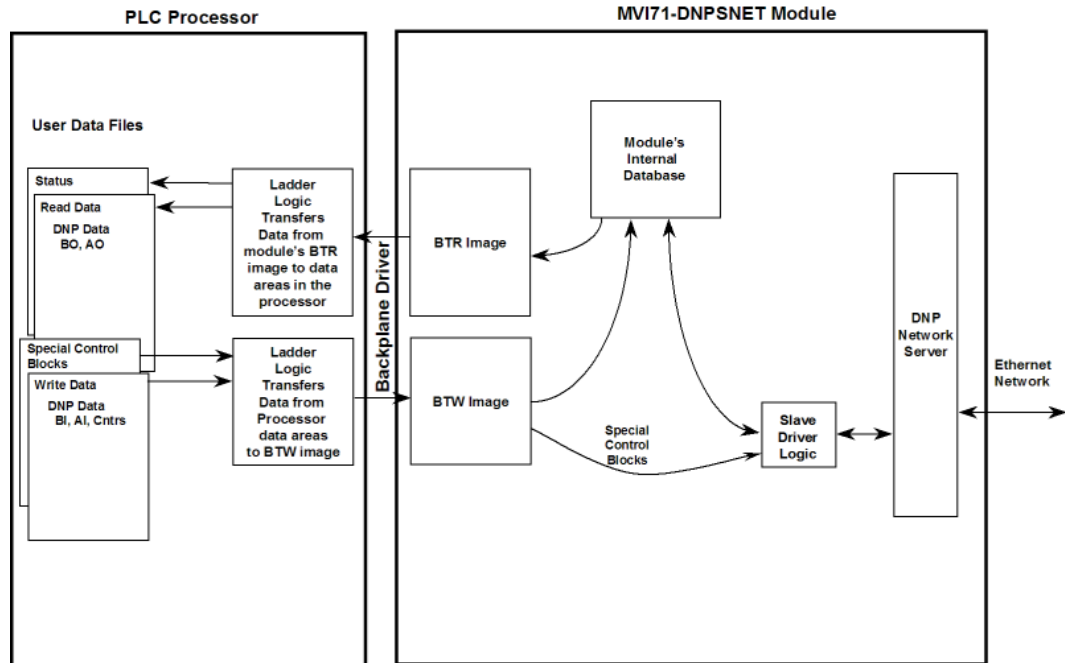 PLC Processor
MVI71-DNPSNET Module
User Data Files
Status
Read Data
DNP Data
BO, AO
Special Control
Blocks
Write Data
DNP Data
BI, AI, Cntrs
Ladder
Logic
Transfers
Data from
module's BTR
image to data
areas in the
processor
Ladder
Logic
Transfers
Data from
Processor
data areas
to BTW image
Backplane Driver
BTR Image
BTW Image
Module's
Internal
Database
Special
Control
Blocks
Slave
Driver
Logic
DNP
Network
Server
Ethernet
Network